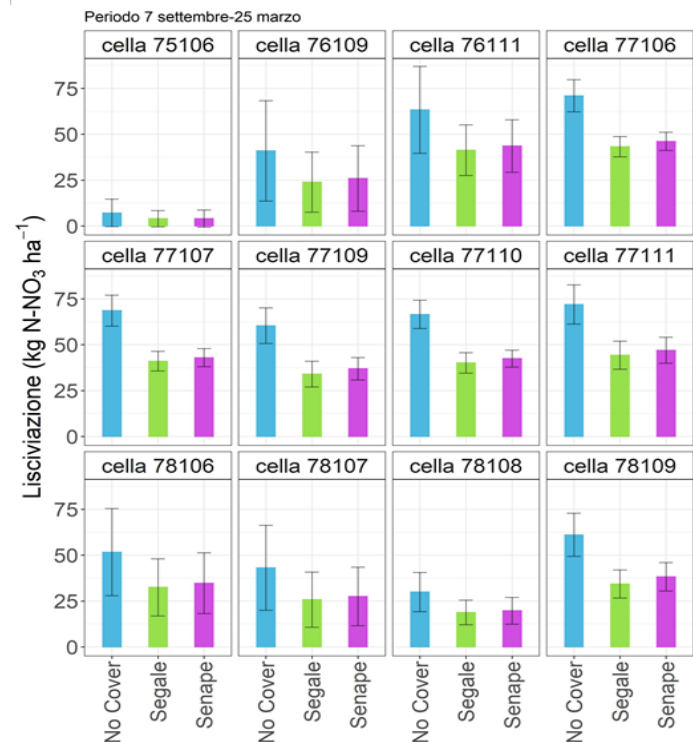 Periodo 7 settembre-25 marzo
Lisciviazione (kg N-NO₃ ha⁻¹)
cella 75106 cella 76109 cella 76111 cella 77106
75
50
25
0
cella 77107 cella 77109 cella 77110 cella 77111
75
50
25
0
cella 78106 cella 78107 cella 78108 cella 78109
75
50
25
0
No Cover Segale Senape No Cover Segale Senape No Cover Segale Senape No Cover Segale Senape